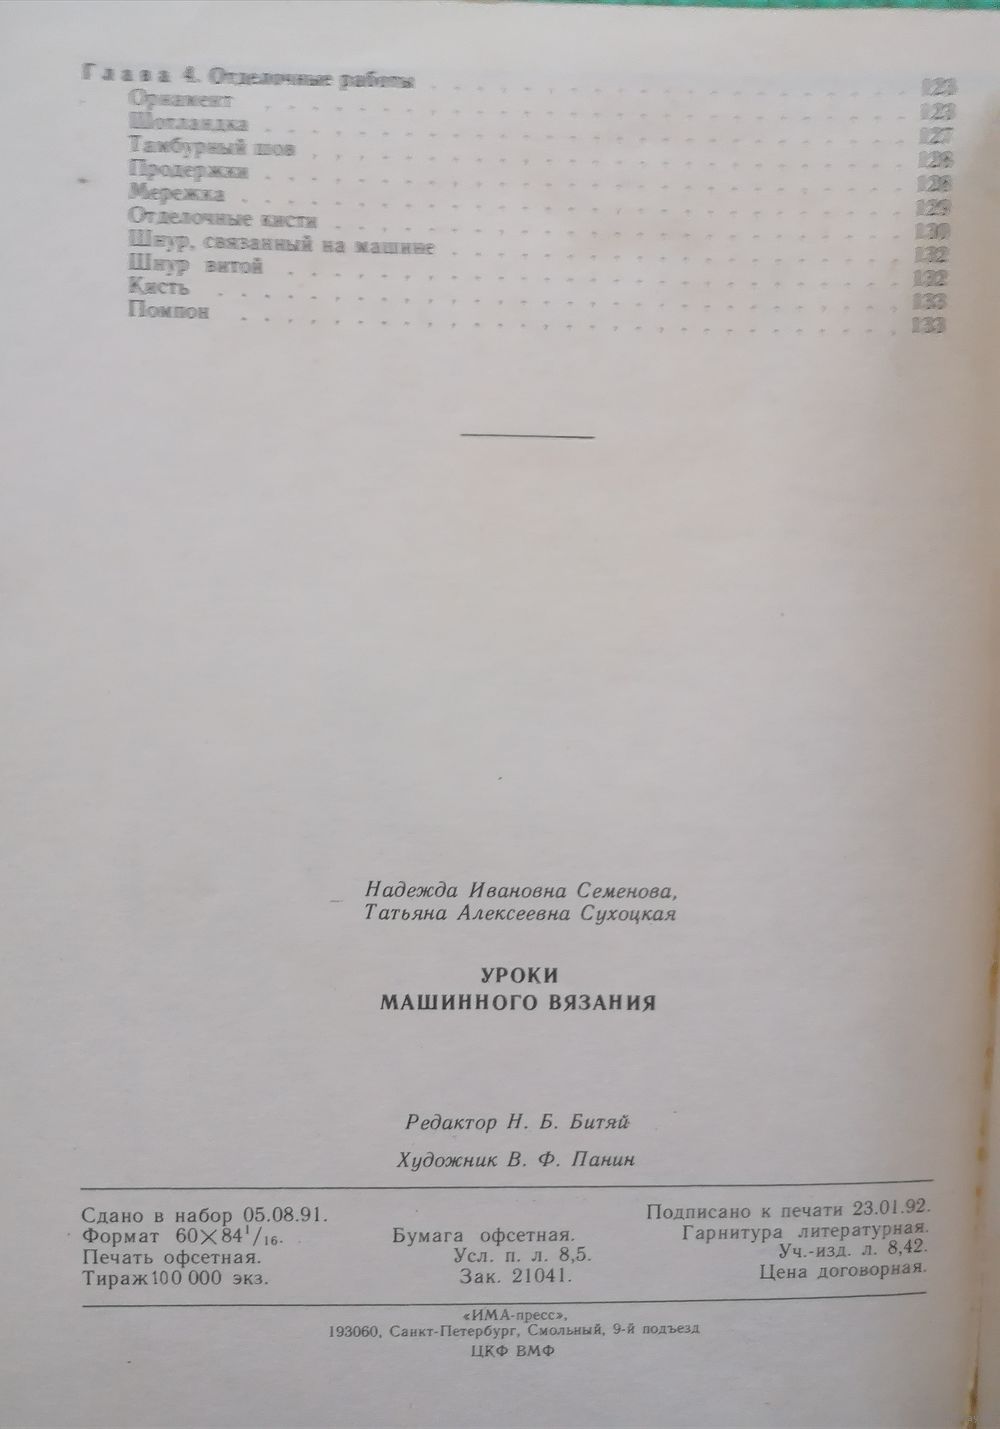 Глава 4. Отделочные работы . . . . . . . . . . 123
Орнамент . . . . . . . . . . 123
Шотландка . . . . . . . . . . 127
Тамбурный шов . . . . . . . . . . 128
Продержки . . . . . . . . . . 128
Мережка . . . . . . . . . . 129
Отделочные кисти . . . . . . . . . . 130
Шнур, связанный на машине . . . . . . . . . . 132
Шнур витой . . . . . . . . . . 132
Кисть . . . . . . . . . . 133
Помпон . . . . . . . . . . 133
Надежда Ивановна Семенова,
Татьяна Алексеевна Сухоцкая
УРОКИ
МАШИННОГО ВЯЗАНИЯ
Редактор Н. Б. Битяй
Художник В. Ф. Панин
Сдано в набор 05.08.91. Подписано к печати 23.01.92.
Формат 60×84 1/16. Бумага офсетная. Гарнитура литературная.
Печать офсетная. Усл. п. л. 8,5. Уч.-изд. л. 8,42.
Тираж 100 000 экз. Зак. 21041. Цена договорная.
«ИМА-пресс»,
193060, Санкт-Петербург, Смольный, 9-й подъезд
ЦКФ ВМФ